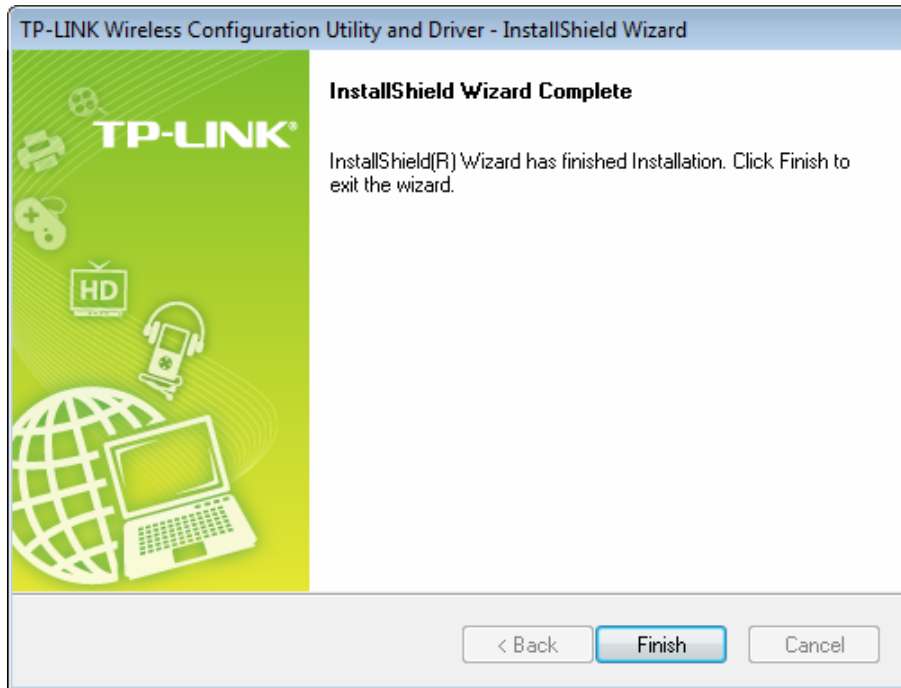 TP-LINK Wireless Configuration Utility and Driver - InstallShield Wizard
TP-LINK®
HD
InstallShield Wizard Complete
InstallShield(R) Wizard has finished Installation. Click Finish to
exit the wizard.
< Back
Finish
Cancel